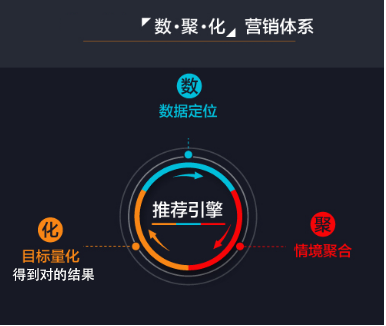 「数·聚·化」营销体系
数
数据定位
推荐引擎
化
目标量化
得到对的结果
聚
情境聚合